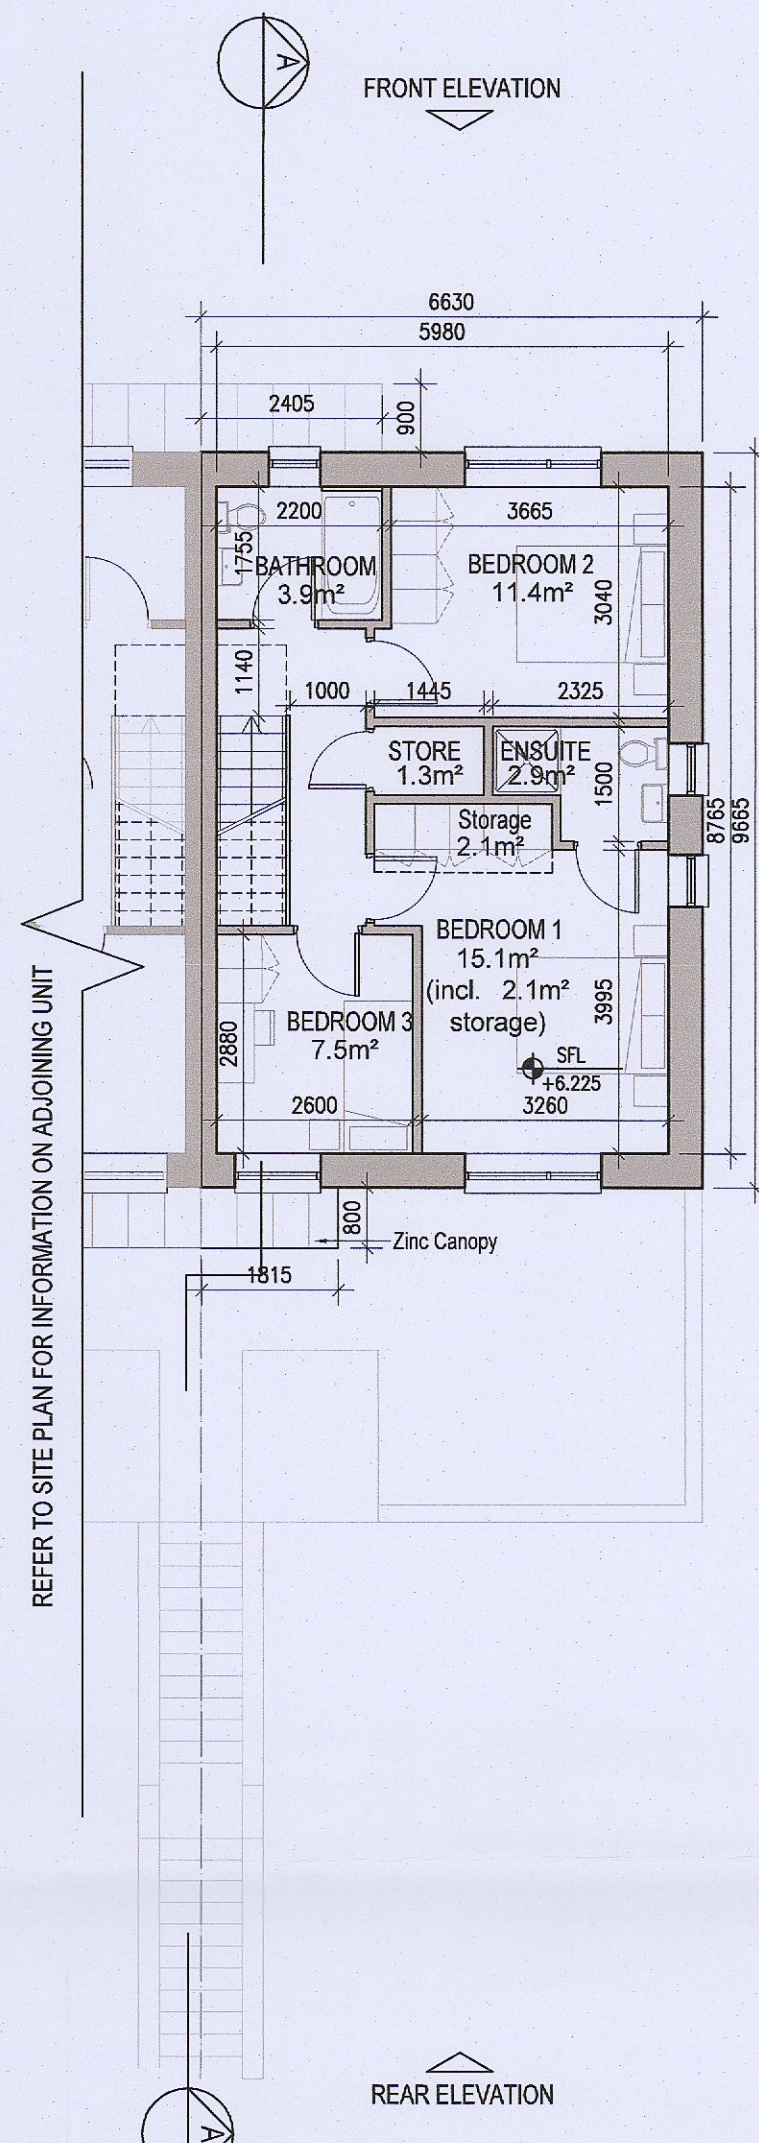 A
FRONT ELEVATION
6630
5980
2405
900
2200
3665
1755
BATHROOM
3.9m²
BEDROOM 2
11.4m²
3040
1140
1000
1445
2325
STORE
1.3m²
ENSUITE
2.9m²
1500
8765
9665
Storage
2.1m²
BEDROOM 1
15.1m²
(incl. 2.1m²
storage)
3995
BEDROOM 3
7.5m²
2880
SFL
+6.225
2600
3260
800
Zinc Canopy
1815
REFER TO SITE PLAN FOR INFORMATION ON ADJOINING UNIT
REAR ELEVATION
A